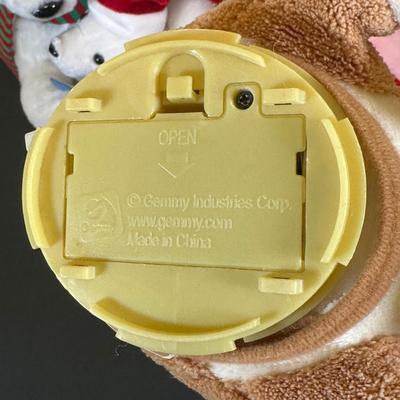 OPEN
© Gemmy Industries Corp.
www.gemmy.com
Made in China